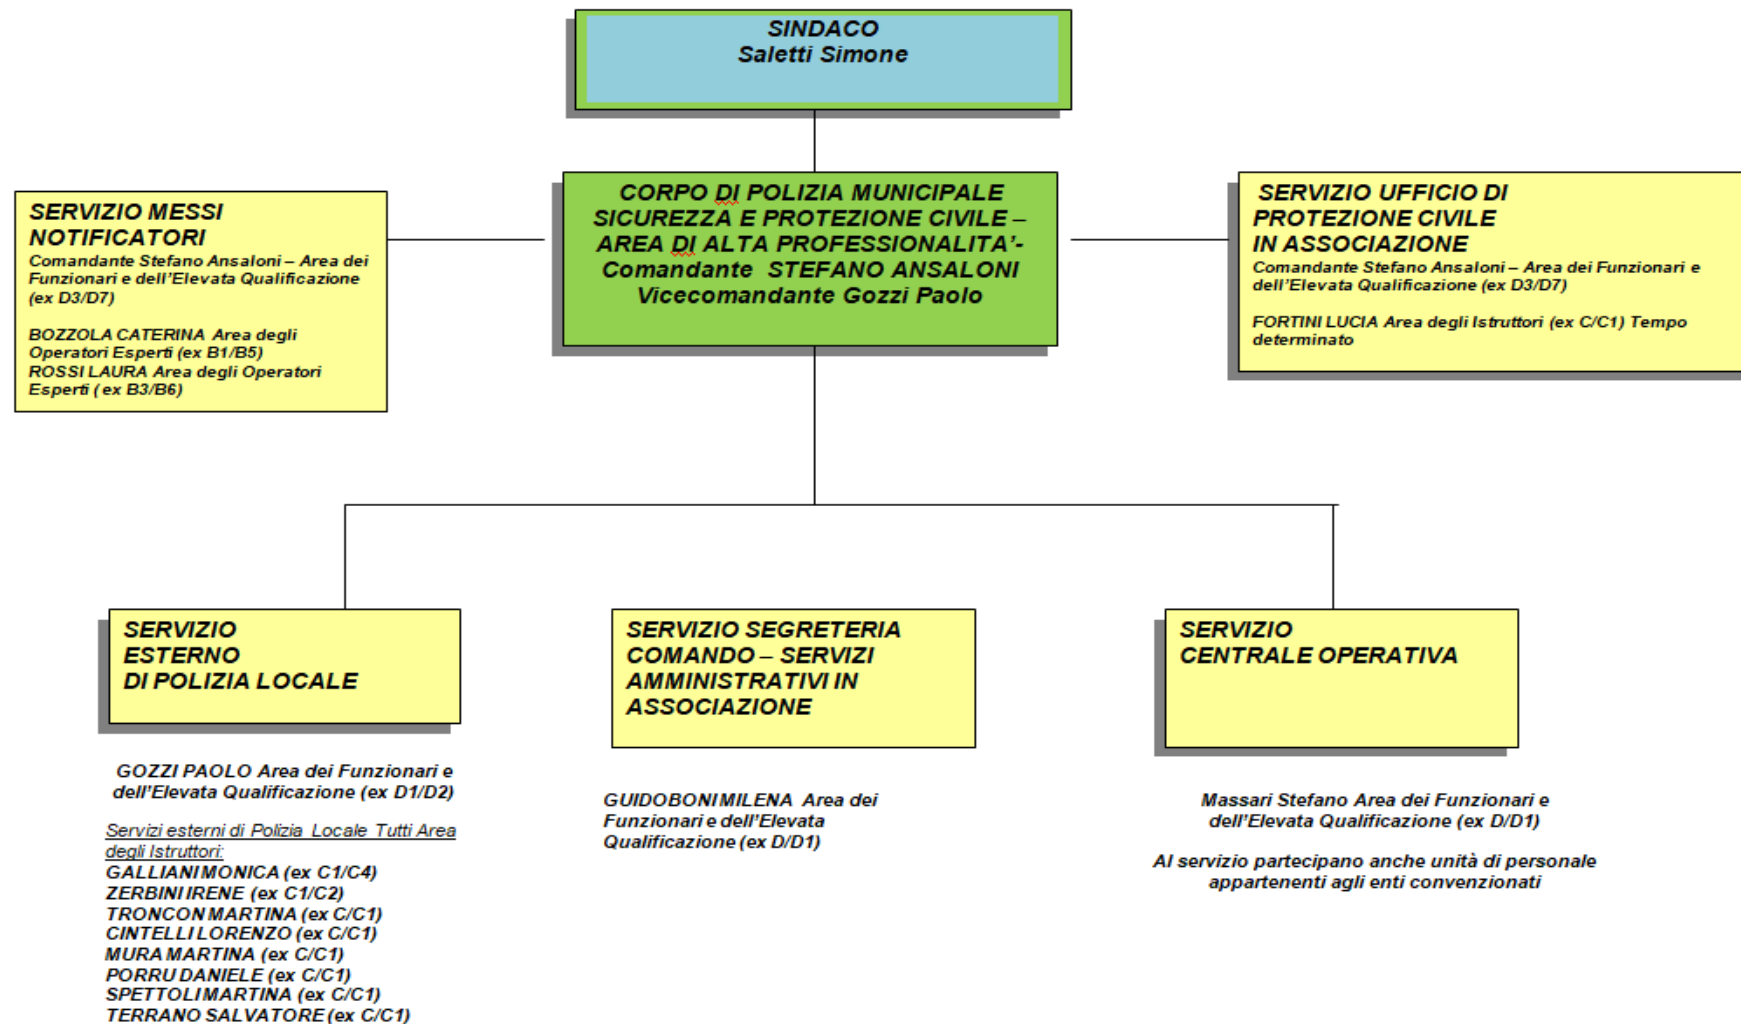 SINDACO
Saletti Simone
CORPO DI POLIZIA MUNICIPALE
SICUREZZA E PROTEZIONE CIVILE –
AREA DI ALTA PROFESSIONALITA’-
Comandante STEFANO ANSALONI
Vicecomandante Gozzi Paolo
SERVIZIO MESSI
NOTIFICATORI
Comandante Stefano Ansaloni – Area dei
Funzionari e dell’Elevata Qualificazione
(ex D3/D7)
BOZZOLA CATERINA Area degli
Operatori Esperti (ex B1/B5)
ROSSI LAURA Area degli Operatori
Esperti ( ex B3/B6)
SERVIZIO UFFICIO DI
PROTEZIONE CIVILE
IN ASSOCIAZIONE
Comandante Stefano Ansaloni – Area dei Funzionari e
dell’Elevata Qualificazione (ex D3/D7)
FORTINI LUCIA Area degli Istruttori (ex C/C1) Tempo
determinato
SERVIZIO
ESTERNO
DI POLIZIA LOCALE
GOZZI PAOLO Area dei Funzionari e
dell’Elevata Qualificazione (ex D1/D2)
Servizi esterni di Polizia Locale Tutti Area
degli Istruttori:
GALLIANI MONICA (ex C1/C4)
ZERBINI IRENE (ex C1/C2)
TRONCON MARTINA (ex C/C1)
CINTELLI LORENZO (ex C/C1)
MURA MARTINA (ex C/C1)
PORRU DANIELE (ex C/C1)
SPETTOLI MARTINA (ex C/C1)
TERRANO SALVATORE (ex C/C1)
SERVIZIO SEGRETERIA
COMANDO – SERVIZI
AMMINISTRATIVI IN
ASSOCIAZIONE
GUIDOBONI MILENA Area dei
Funzionari e dell’Elevata
Qualificazione (ex D/D1)
SERVIZIO
CENTRALE OPERATIVA
Massari Stefano Area dei Funzionari e
dell’Elevata Qualificazione (ex D/D1)
Al servizio partecipano anche unità di personale
appartenenti agli enti convenzionati